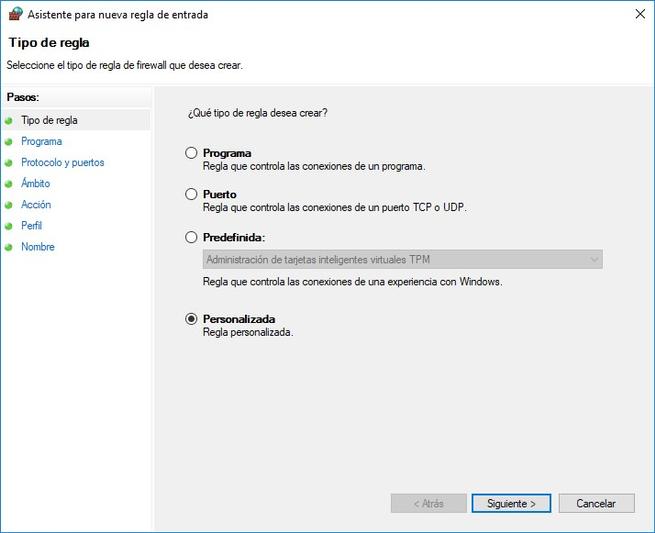 Asistente para nueva regla de entrada
Tipo de regla
Seleccione el tipo de regla de firewall que desea crear.
Pasos:
Tipo de regla
Programa
Protocolo y puertos
Ámbito
Acción
Perfil
Nombre
¿Qué tipo de regla desea crear?
Programa
Regla que controla las conexiones de un programa.
Puerto
Regla que controla las conexiones de un puerto TCP o UDP.
Predefinida:
Administración de tarjetas inteligentes virtuales TPM
Regla que controla las conexiones de una experiencia con Windows.
Personalizada
Regla personalizada.
< Atrás
Siguiente >
Cancelar